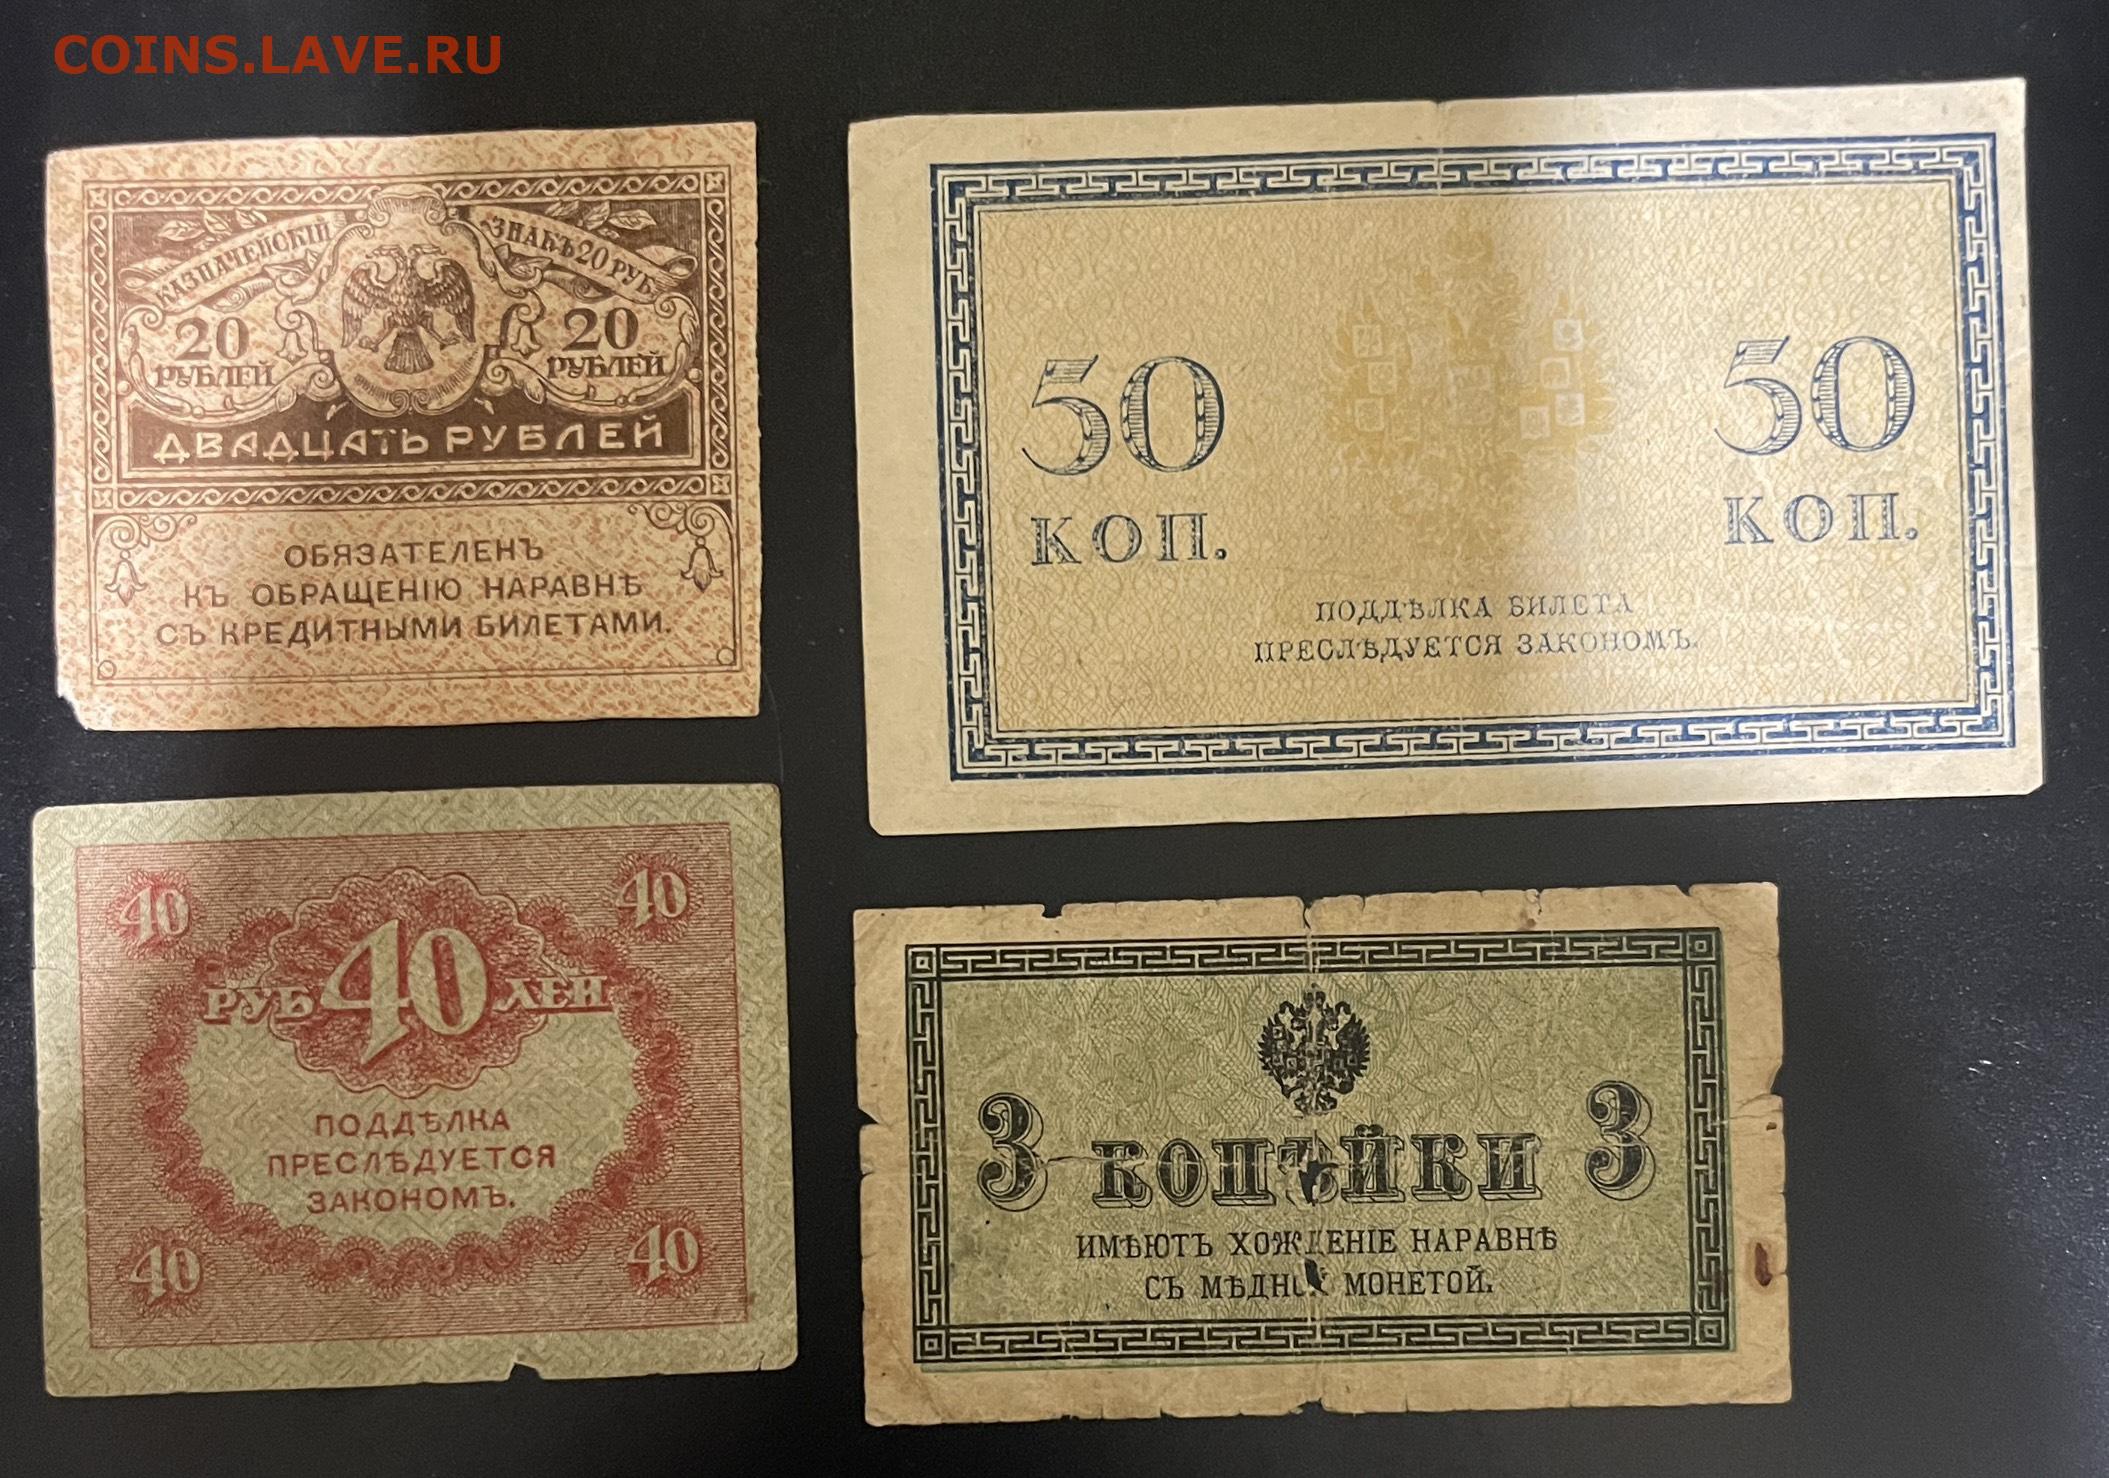 COINS.LAVE.RU
КАЗНАЧЕЙСКІЙ ЗНАКЪ 20 РУБ.
20 РУБЛЕЙ
20 РУБЛЕЙ
ДВАДЦАТЬ РУБЛЕЙ
ОБЯЗАТЕЛЕНЪ
КЪ ОБРАЩЕНІЮ НАРАВНѢ
СЪ КРЕДИТНЫМИ БИЛЕТАМИ.
50 50
КОП. КОП.
ПОДДѢЛКА БИЛЕТА
ПРЕСЛѢДУЕТСЯ ЗАКОНОМЪ.
40 40
РУБ 40 ЛЕЙ
ПОДДѢЛКА
ПРЕСЛѢДУЕТСЯ
ЗАКОНОМЪ.
40 40
3 КОПѢЙКИ 3
ИМѢЮТЪ ХОЖДЕНІЕ НАРАВНѢ
СЪ МѢДНОЙ МОНЕТОЙ.